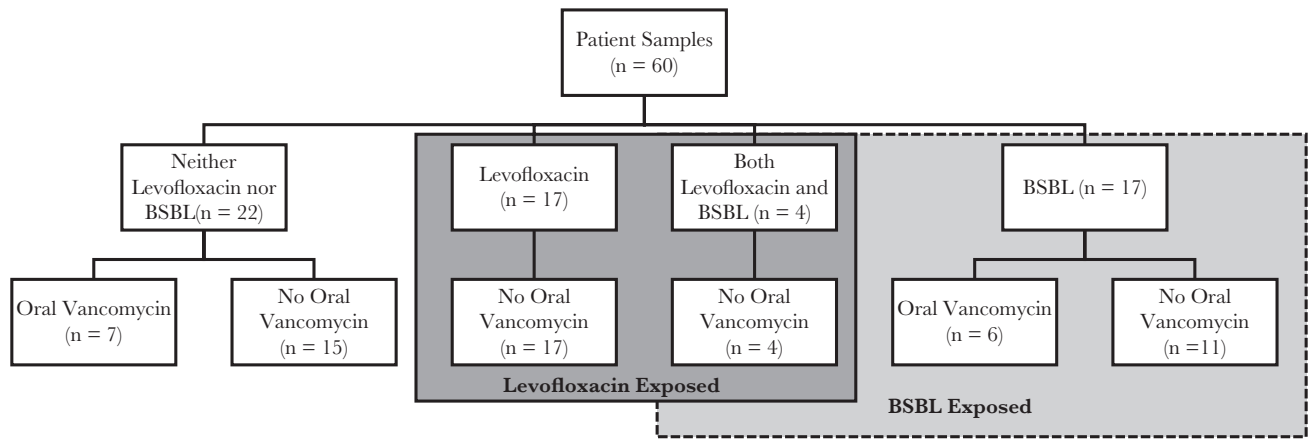 Patient Samples
(n = 60)
Neither
Levofloxacin nor
BSBL(n = 22)
Levofloxacin
(n = 17)
Both
Levofloxacin and
BSBL (n = 4)
BSBL (n = 17)
Oral Vancomycin
(n = 7)
No Oral
Vancomycin
(n = 15)
No Oral
Vancomycin
(n = 17)
No Oral
Vancomycin
(n = 4)
Oral Vancomycin
(n = 6)
No Oral
Vancomycin
(n =11)
Levofloxacin Exposed
BSBL Exposed